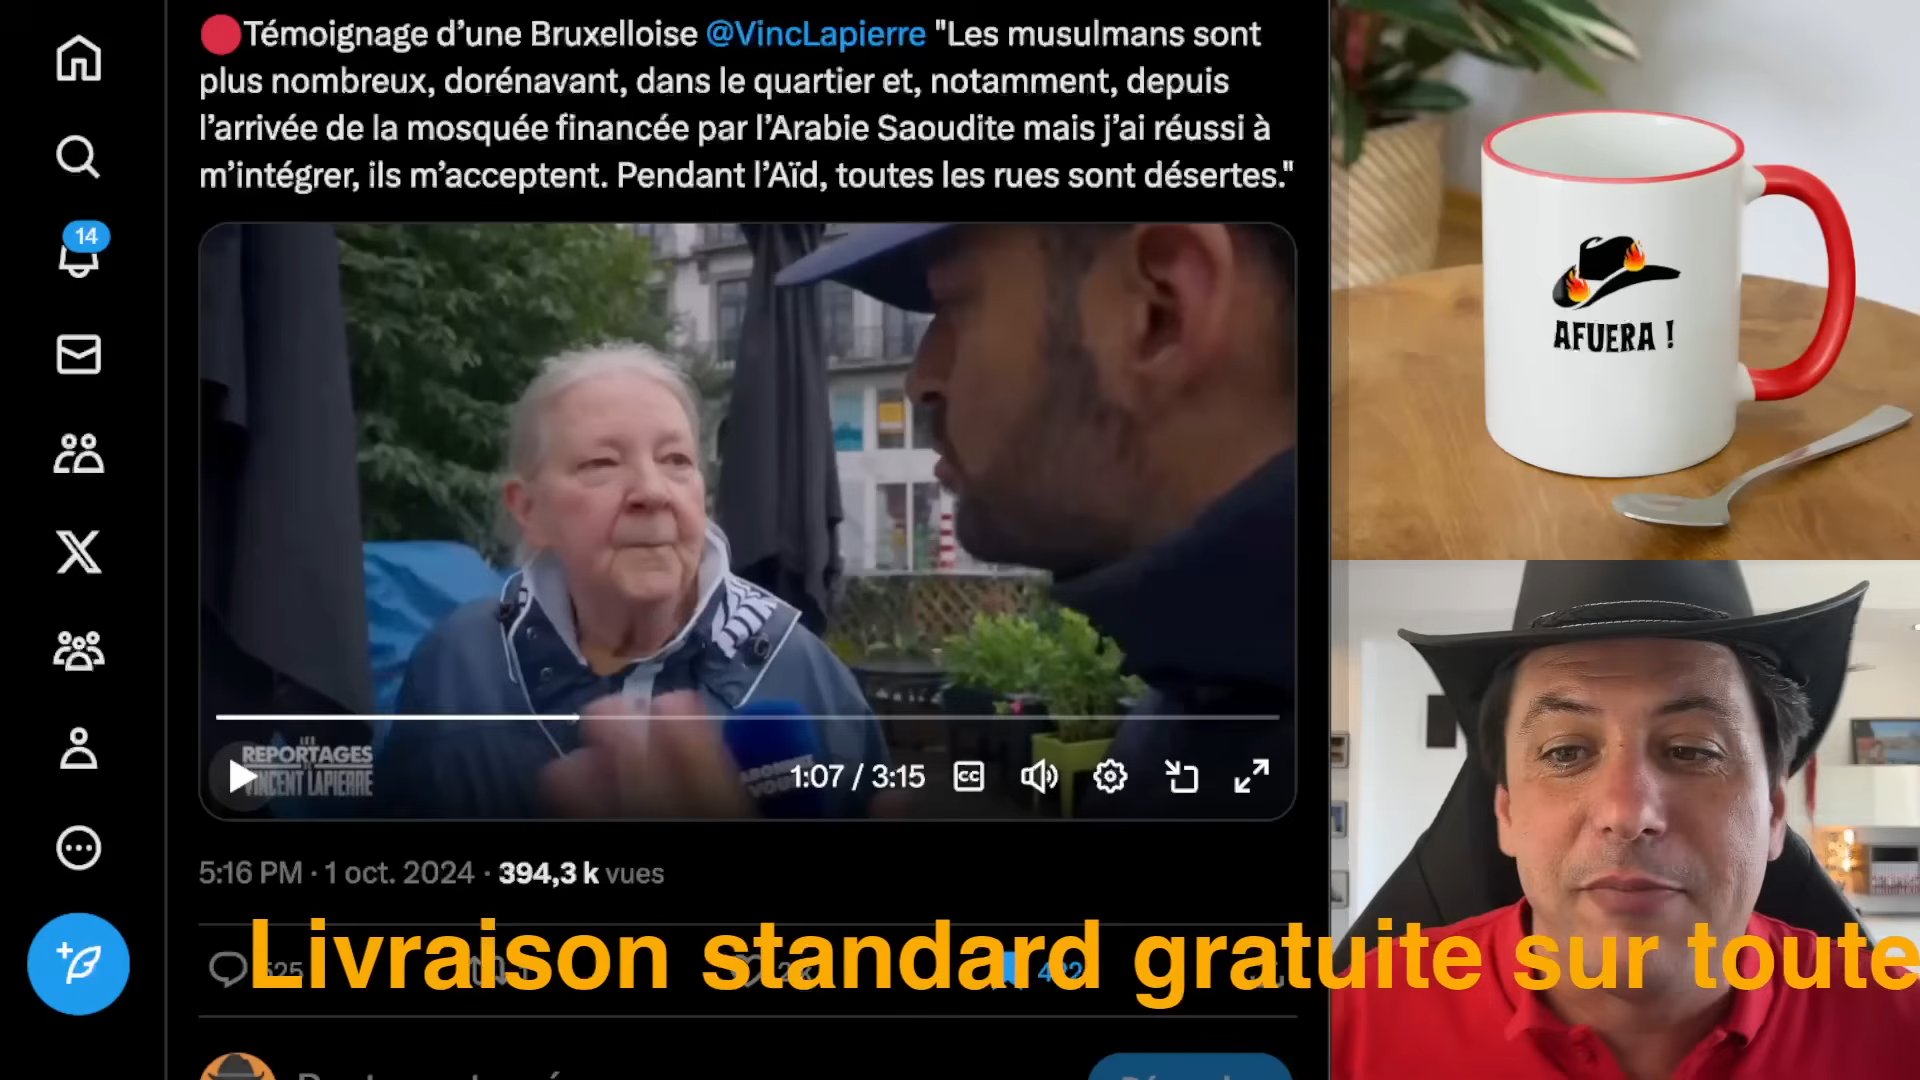 🔴Témoignage d’une Bruxelloise @VincLapierre "Les musulmans sont
plus nombreux, dorénavant, dans le quartier et, notamment, depuis
l’arrivée de la mosquée financée par l’Arabie Saoudite mais j’ai réussi à
m’intégrer, ils m’acceptent. Pendant l’Aïd, toutes les rues sont désertes."
14
AFUERA !
LES
REPORTAGES
VINCENT LAPIERRE
1:07 / 3:15
CC
5:16 PM · 1 oct. 2024 · 394,3 k vues
Livraison standard gratuite sur toute